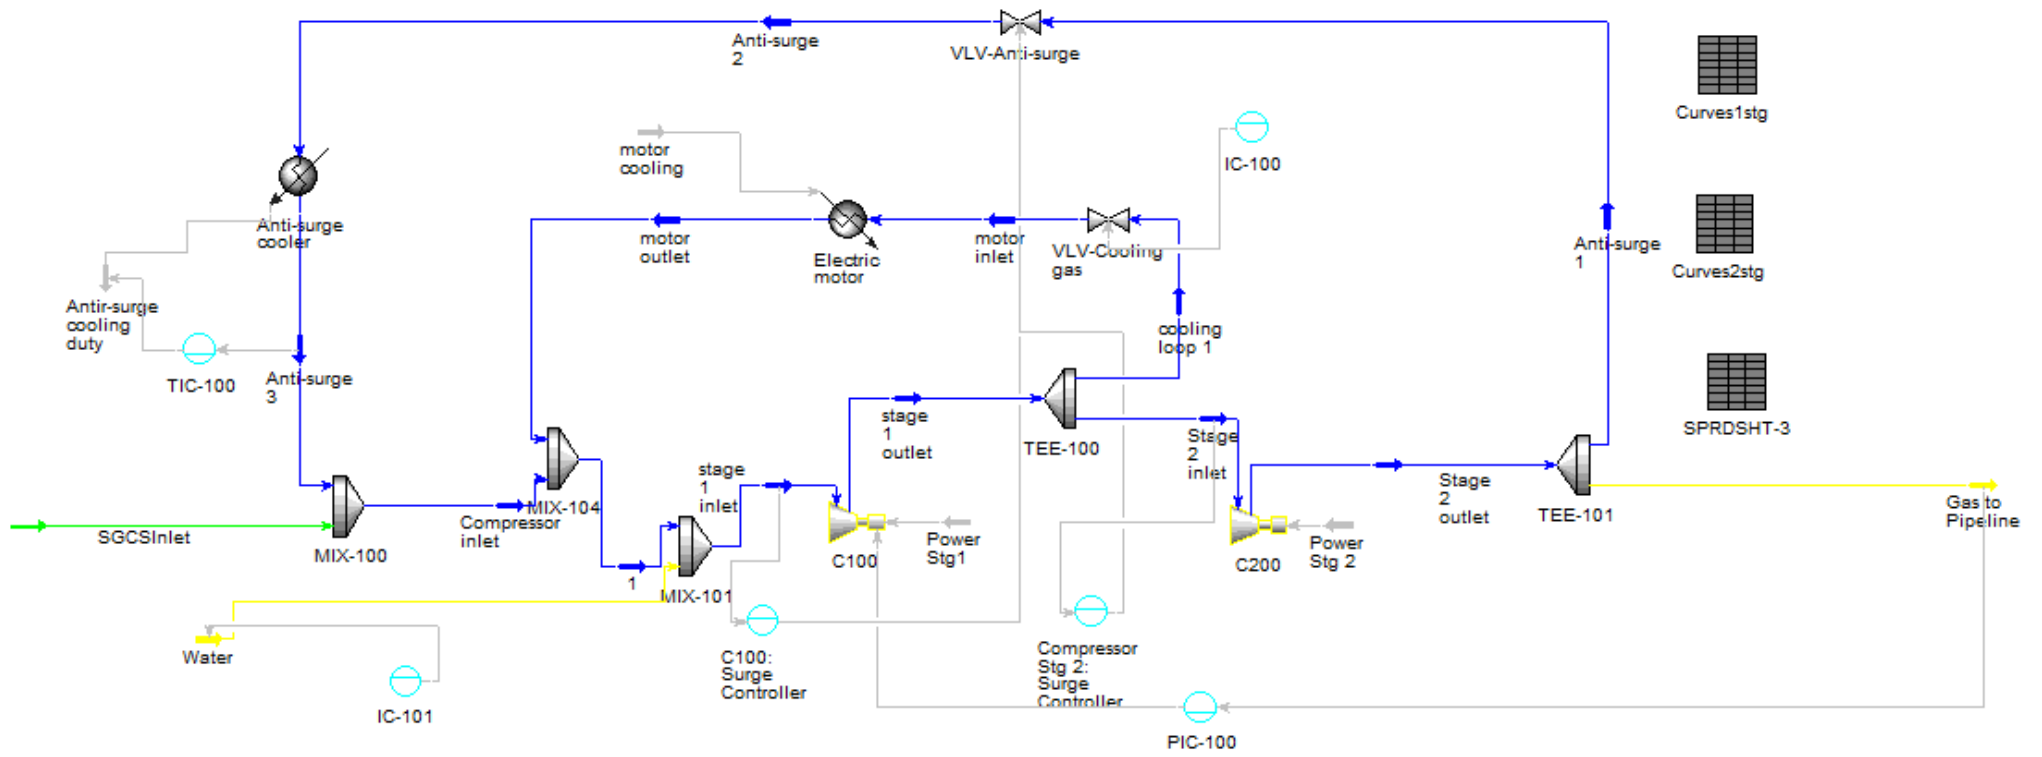 Anti-surge
2
VLV-Anti-surge
Curves1stg
motor
cooling
IC-100
Anti-surge
cooler
motor
outlet
Electric
motor
motor
inlet
VLV-Cooling
gas
Anti-surge
1
Curves2stg
Antir-surge
cooling
duty
TIC-100
Anti-surge
3
cooling
loop 1
stage
1
outlet
TEE-100
Stage
2
inlet
SPRDSHT-3
stage
1
inlet
MIX-104
Compressor
inlet
SGCSInlet
MIX-100
Stage
2
outlet
TEE-101
Gas to
Pipeline
C100
Power
Stg1
C200
Power
Stg 2
1
MIX-101
Water
IC-101
C100:
Surge
Controller
Compressor
Stg 2:
Surge
Controller
PIC-100